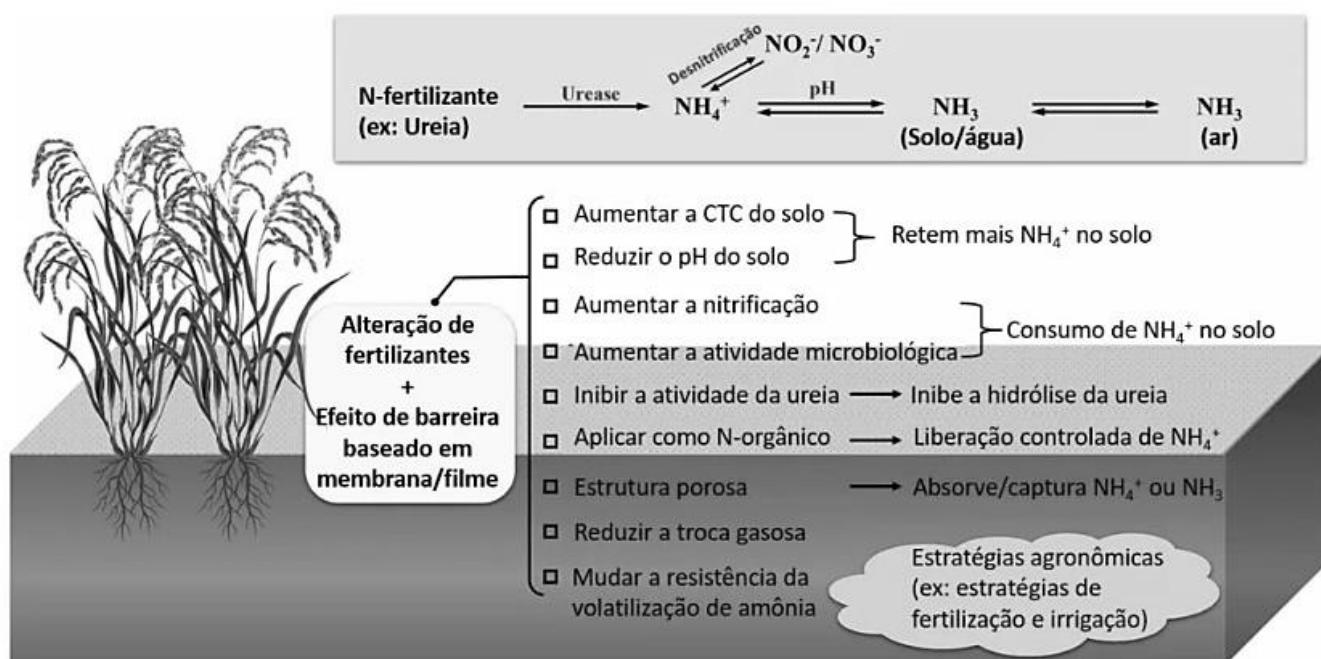 Desnitrificação
NO₂⁻/ NO₃⁻
N-fertilizante
(ex: Ureia)
Urease
NH₄⁺
pH
NH₃
(Solo/água)
NH₃
(ar)
Aumentar a CTC do solo
Reduzir o pH do solo
Retem mais NH₄⁺ no solo
Aumentar a nitrificação
Aumentar a atividade microbiológica
Consumo de NH₄⁺ no solo
Inibir a atividade da ureia
Inibe a hidrólise da ureia
Aplicar como N-orgânico
Liberação controlada de NH₄⁺
Estrutura porosa
Absorve/captura NH₄⁺ ou NH₃
Reduzir a troca gasosa
Mudar a resistência da
volatilização de amônia
Alteração de
fertilizantes
+
Efeito de barreira
baseado em
membrana/filme
Estratégias agronômicas
(ex: estratégias de
fertilização e irrigação)